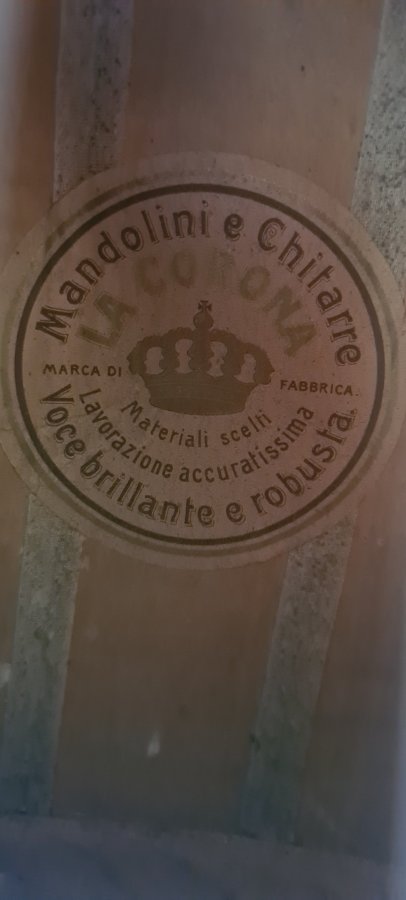 Mandolini e Chitarre
LA CORONA
MARCA DI FABBRICA.
Materiali scelti
Lavorazione accuratissima
Voce brillante e robusta.